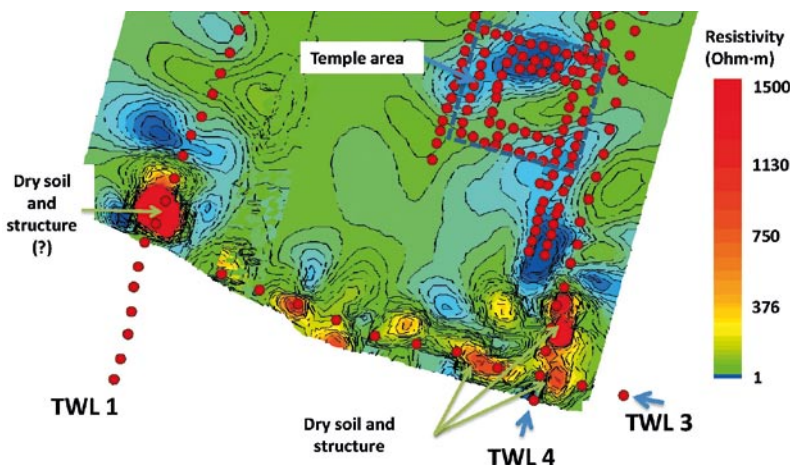 Temple area
Resistivity
(Ohm·m)
1500
1130
750
376
1
Dry soil
and
structure
(?)
TWL 1
Dry soil and
structure
TWL 4
TWL 3